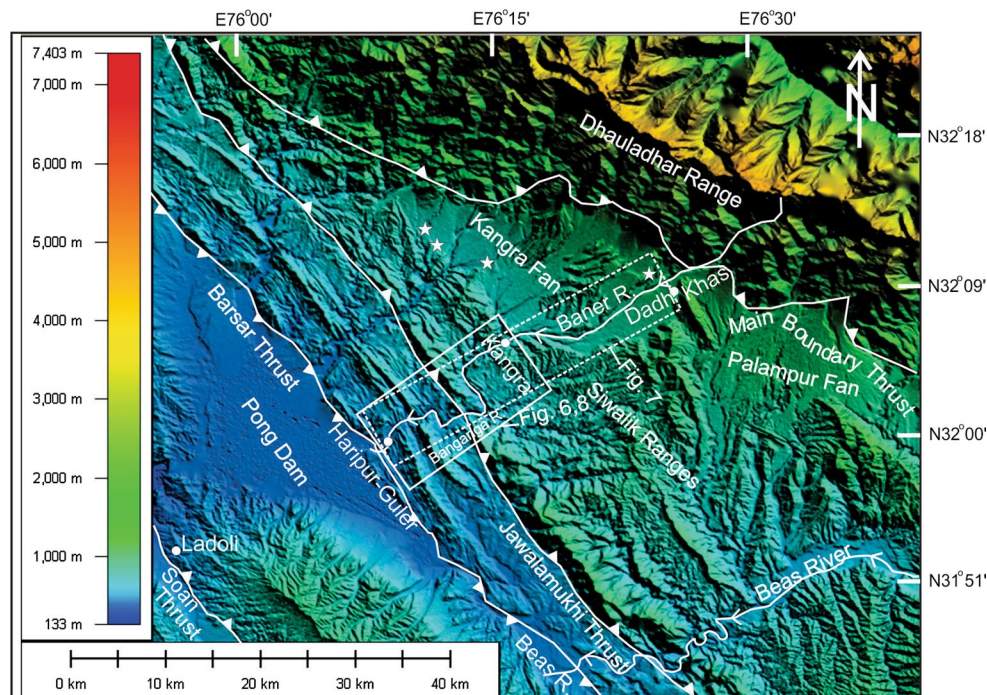 E76°00'
E76°15'
E76°30'
7,403 m
7,000 m
6,000 m
5,000 m
4,000 m
3,000 m
2,000 m
1,000 m
133 m
N
N32°18'
N32°09'
N32°00'
N31°51'
Dhauladhar Range
Kangra Fan
Baner R.
Dadh
Khas
Main Boundary Thrust
Palampur Fan
Barsar Thrust
Kangra
Fig. 7
Siwalik Ranges
Fig. 6,8
Banganga R.
Pong Dam
Haripur-Guler
Ladoli
Soan
Thrust
Jawalamukhi Thrust
Beas River
Beas R.
0 km
10 km
20 km
30 km
40 km